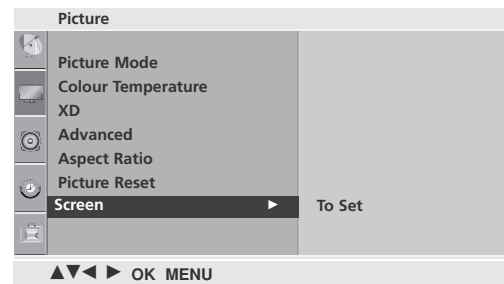 Picture
Picture Mode
Colour Temperature
XD
Advanced
Aspect Ratio
Picture Reset
Screen ► To Set
▲▼◄ ► OK MENU